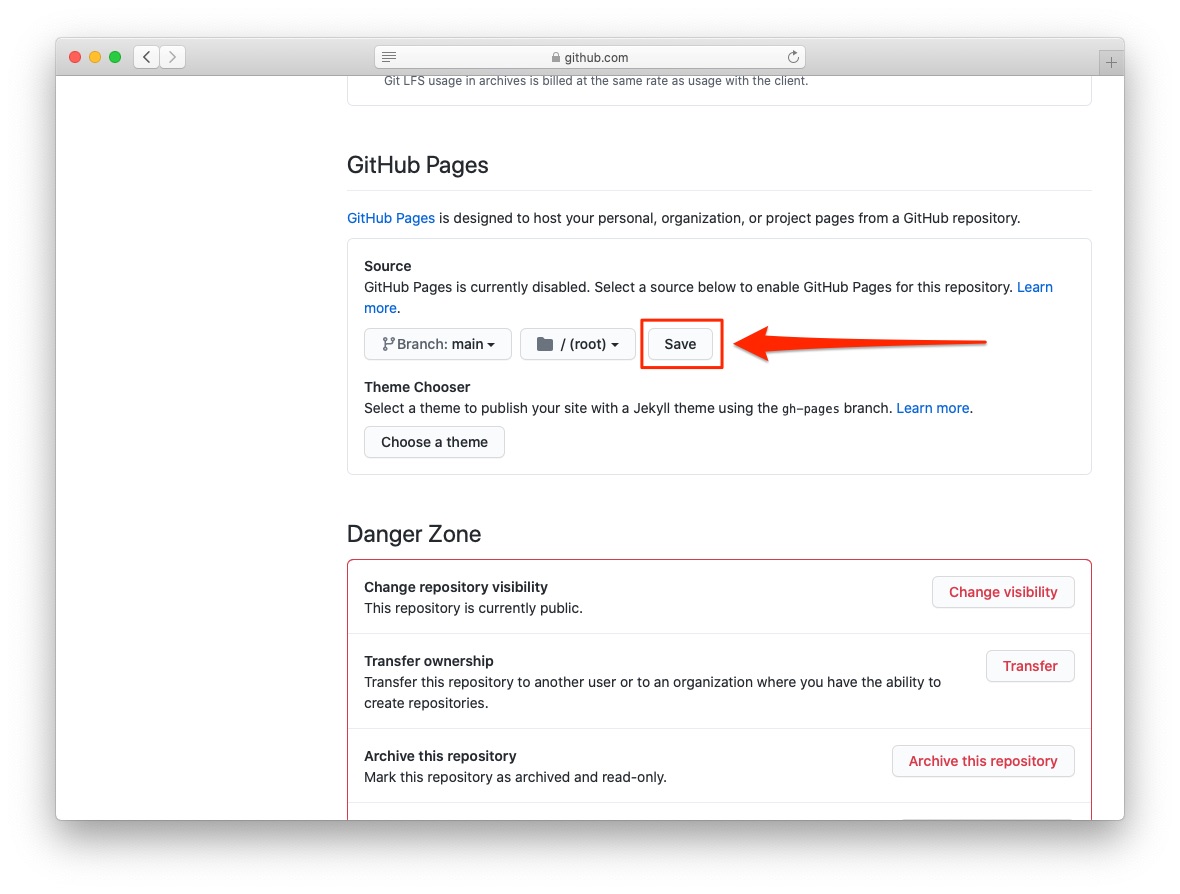 github.com
Git LFS usage in archives is billed at the same rate as usage with the client.
GitHub Pages
GitHub Pages is designed to host your personal, organization, or project pages from a GitHub repository.
Source
GitHub Pages is currently disabled. Select a source below to enable GitHub Pages for this repository. Learn
more.
Branch: main / (root) Save
Theme Chooser
Select a theme to publish your site with a Jekyll theme using the gh-pages branch. Learn more.
Choose a theme
Danger Zone
Change repository visibility
This repository is currently public.
Change visibility
Transfer ownership
Transfer this repository to another user or to an organization where you have the ability to
create repositories.
Transfer
Archive this repository
Mark this repository as archived and read-only.
Archive this repository